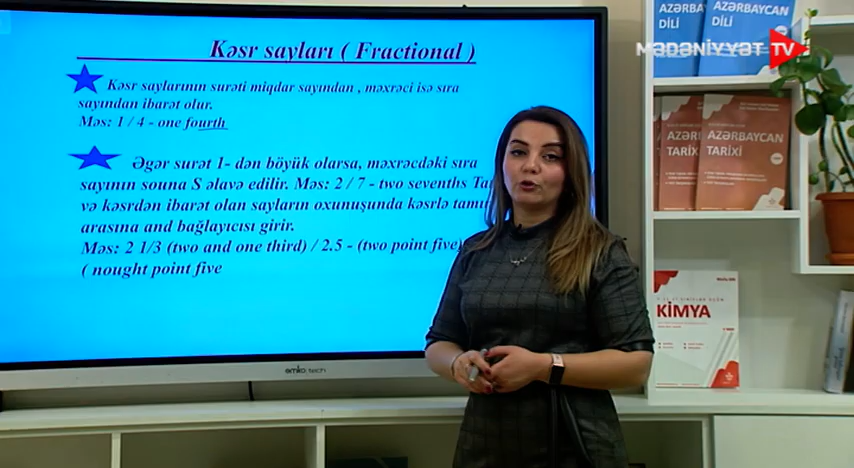 Kəsr sayları ( Fractional )
Kəsr saylarının surəti miqdar sayından , məxrəci isə sıra
sayından ibarət olur.
Məs: 1 / 4 - one fourth
Əgər surət 1- dən böyük olarsa, məxrəcdəki sıra
sayının souna S əlavə edilir. Məs: 2 / 7 - two sevenths
və kəsrdən ibarət olan sayların oxunuşunda kəsrlə
arasına and bağlayıcısı girir.
Məs: 2 1/3 (two and one third) / 2.5 - (two point five)
( nought point five
MƏDƏNİYYƏT TV
AZƏRBAYCAN
DİLİ
DİLİ
TARİXİ
AZƏRBAYCAN
TARİXİ
KİMYA